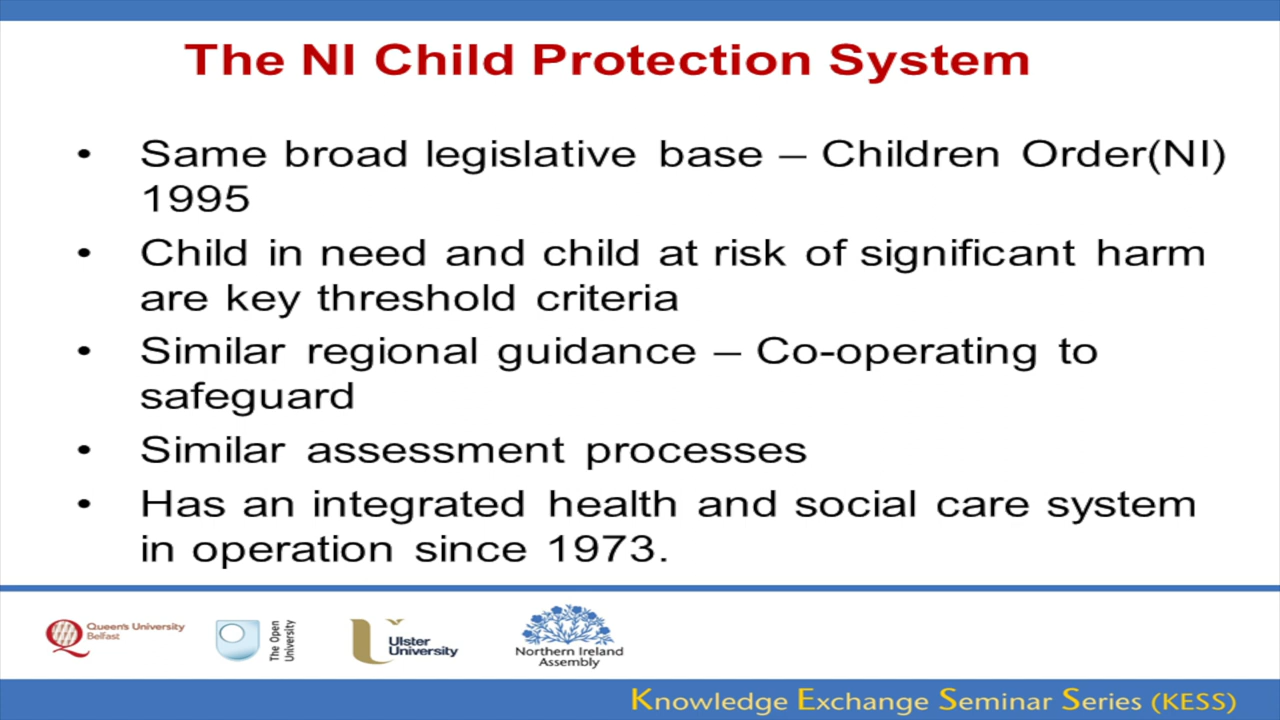 The NI Child Protection System
• Same broad legislative base – Children Order(NI)
1995
• Child in need and child at risk of significant harm
are key threshold criteria
• Similar regional guidance – Co-operating to
safeguard
• Similar assessment processes
• Has an integrated health and social care system
in operation since 1973.
Queen's University
Belfast
The Open
University
Ulster
University
Northern Ireland
Assembly
Knowledge Exchange Seminar Series (KESS)